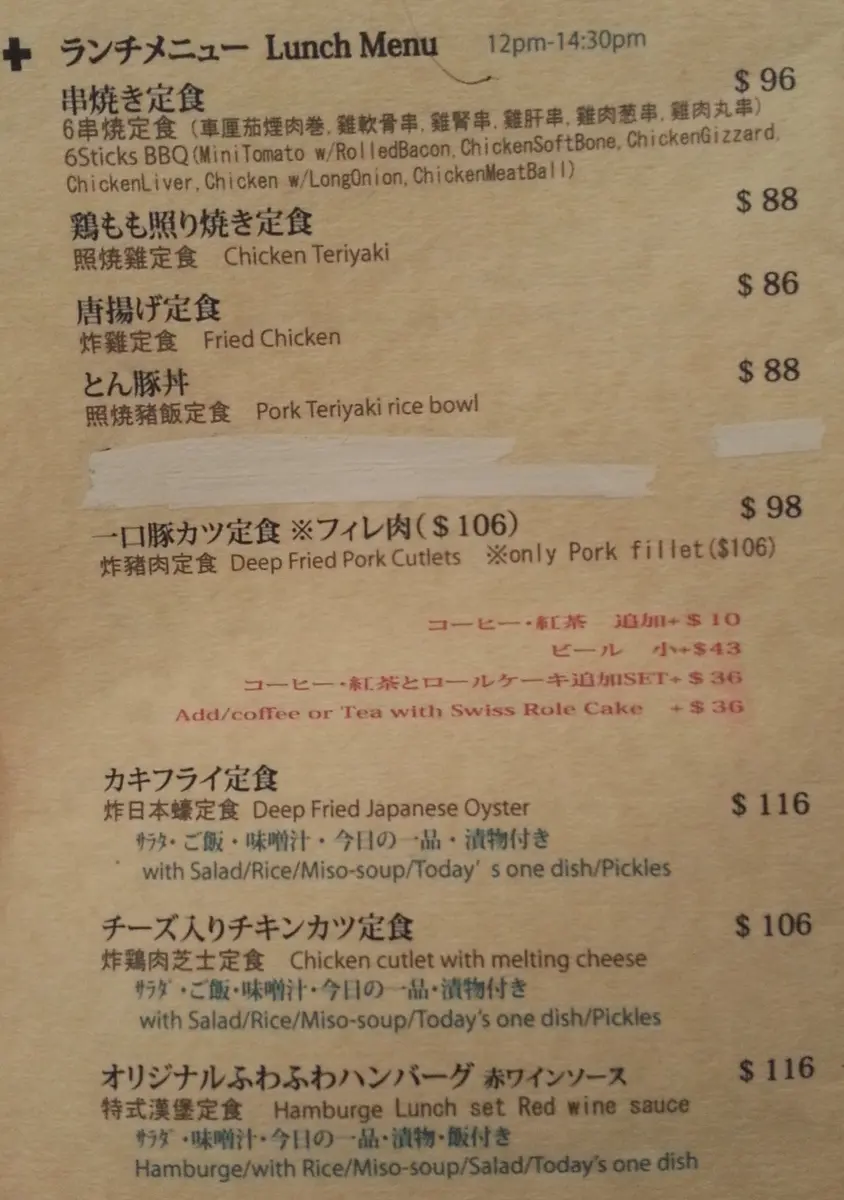 ランチメニュー Lunch Menu 12pm-14:30pm
串焼き定食 $ 96
6串燒定食 (車厘茄煙肉巻, 雞軟骨串, 雞腎串, 雞肝串, 雞肉葱串, 雞肉丸串)
6Sticks BBQ(MiniTomato w/RolledBacon, ChickenSoftBone, ChickenGizzard,
ChickenLiver, Chicken w/LongOnion, ChickenMeatBall)
鶏もも照り焼き定食 $ 88
照燒雞定食 Chicken Teriyaki
唐揚げ定食 $ 86
炸雞定食 Fried Chicken
とん豚丼 $ 88
照燒豬飯定食 Pork Teriyaki rice bowl
一口豚カツ定食 ※フィレ肉($ 106) $ 98
炸豬肉定食 Deep Fried Pork Cutlets ※only Pork fillet($106)
コーヒー・紅茶 追加+ $ 10
ビール 小+$43
コーヒー・紅茶とロールケーキ追加SET+ $ 36
Add/coffee or Tea with Swiss Role Cake + $ 36
カキフライ定食
炸日本蠔定食 Deep Fried Japanese Oyster $ 116
ｻﾗﾀﾞ・ご飯・味噌汁・今日の一品・漬物付き
with Salad/Rice/Miso-soup/Today' s one dish/Pickles
チーズ入りチキンカツ定食 $ 106
炸鶏肉芝士定食 Chicken cutlet with melting cheese
ｻﾗﾀﾞ・ご飯・味噌汁・今日の一品・漬物付き
with Salad/Rice/Miso-soup/Today's one dish/Pickles
オリジナルふわふわハンバーグ 赤ワインソース $ 116
特式漢堡定食 Hamburge Lunch set Red wine sauce
ｻﾗﾀﾞ・味噌汁・今日の一品・漬物・飯付き
Hamburge/with Rice/Miso-soup/Salad/Today's one dish